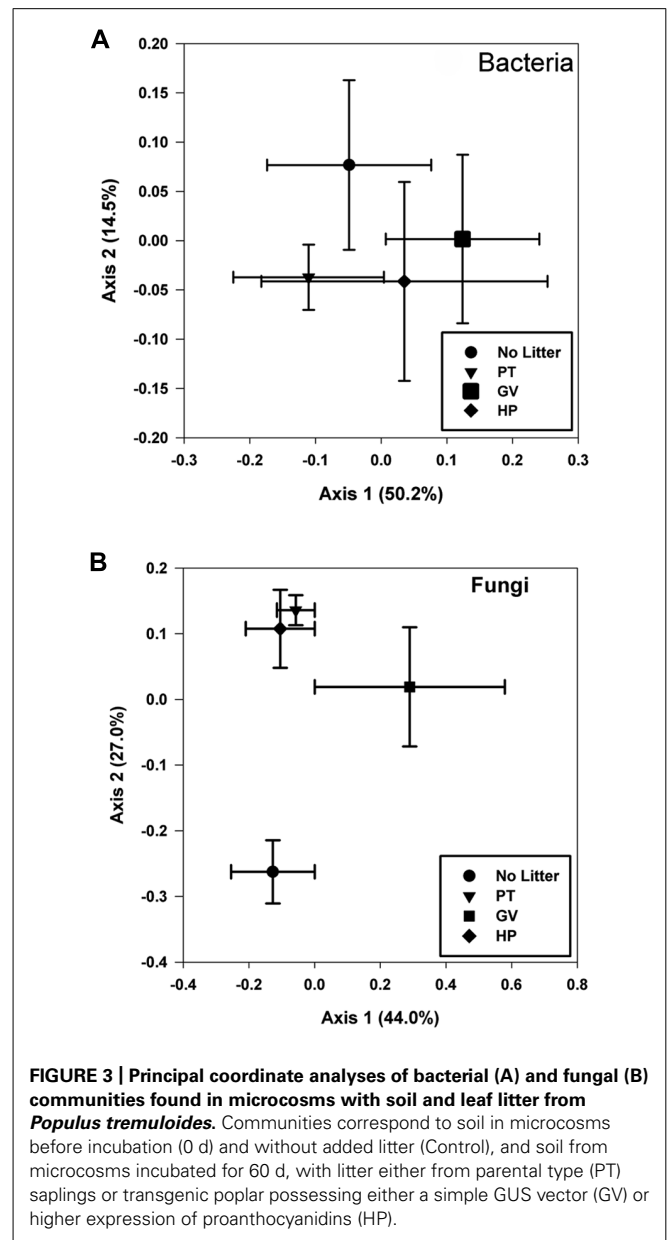 A
Bacteria
0.20
0.15
0.10
0.05
0.00
-0.05
-0.10
-0.15
-0.20
Axis 2 (14.5%)
No Litter
PT
GV
HP
-0.3 -0.2 -0.1 0.0 0.1 0.2 0.3
Axis 1 (50.2%)
B
Fungi
0.2
0.1
0.0
-0.1
-0.2
-0.3
-0.4
Axis 2 (27.0%)
No Litter
PT
GV
HP
-0.4 -0.2 0.0 0.2 0.4 0.6 0.8
Axis 1 (44.0%)
FIGURE 3 | Principal coordinate analyses of bacterial (A) and fungal (B)
communities found in microcosms with soil and leaf litter from
Populus tremuloides. Communities correspond to soil in microcosms
before incubation (0 d) and without added litter (Control), and soil from
microcosms incubated for 60 d, with litter either from parental type (PT)
saplings or transgenic poplar possessing either a simple GUS vector (GV) or
higher expression of proanthocyanidins (HP).